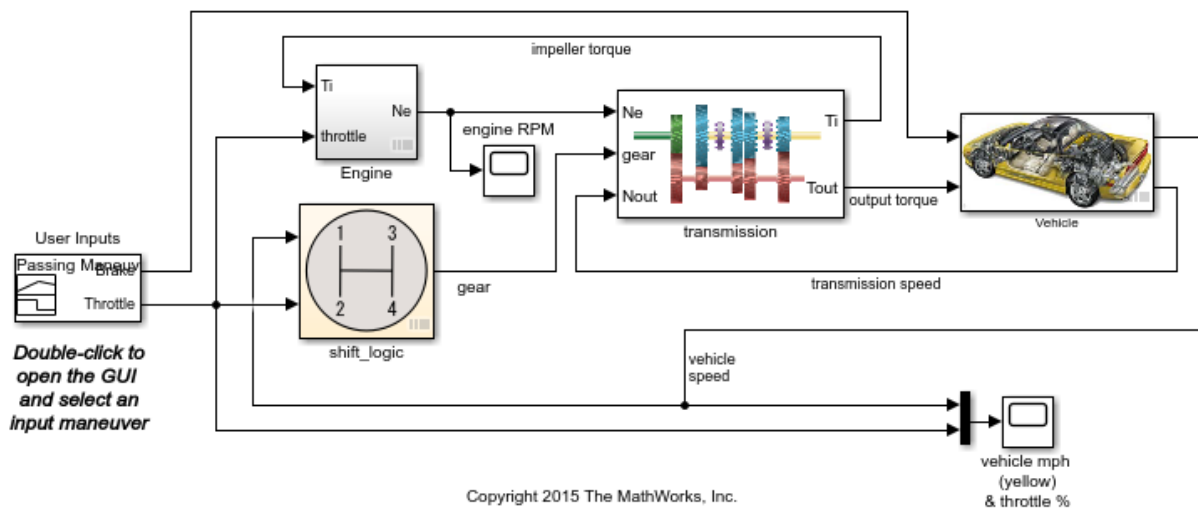 impeller torque
Ti
Ne
throttle
Engine
engine RPM
Ne
gear
Nout
Ti
Tout
transmission
output torque
Vehicle
User Inputs
Passing Maneuv
Brake
Throttle
1 3
2 4
shift_logic
gear
transmission speed
Double-click to
open the GUI
and select an
input maneuver
vehicle
speed
vehicle mph
(yellow)
& throttle %
Copyright 2015 The MathWorks, Inc.